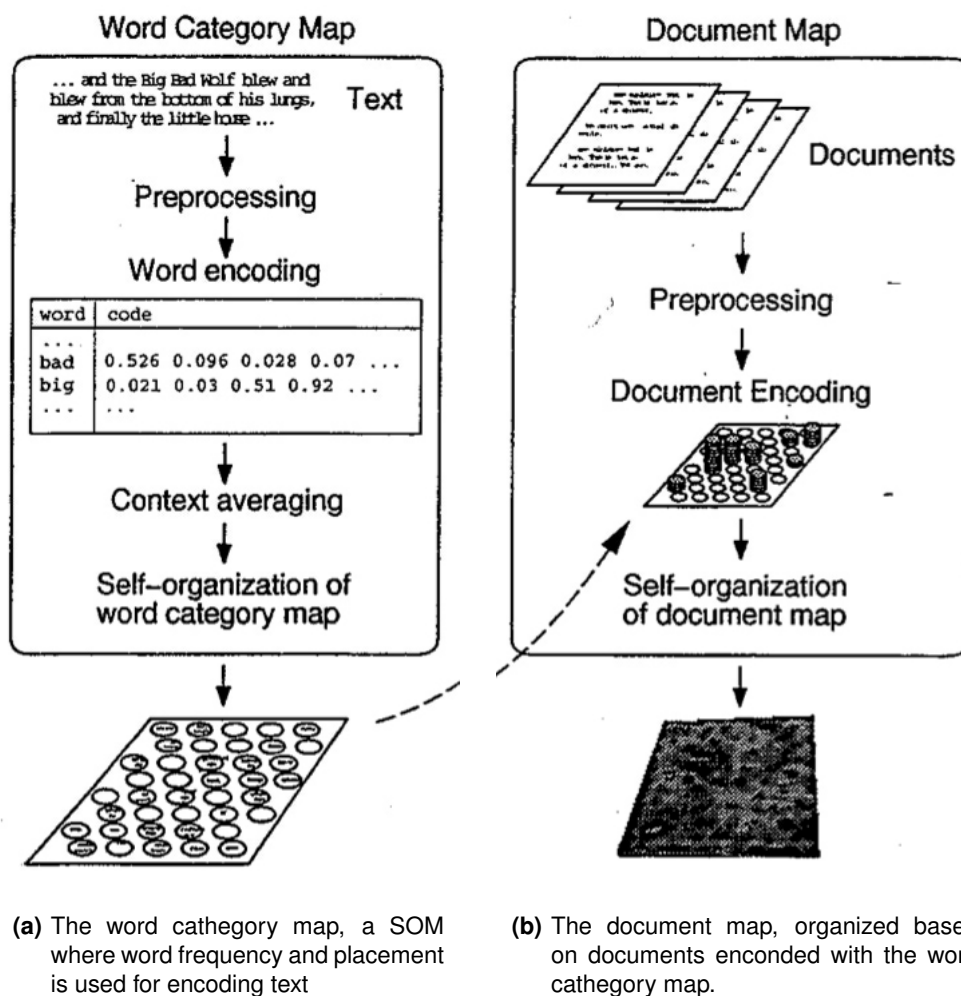 Word Category Map
... and the Big Bad Wolf blew and
blew from the bottom of his lungs,
and finally the little house ...
Text
Preprocessing
Word encoding
word code
....
bad 0.526 0.096 0.028 0.07 ...
big 0.021 0.03 0.51 0.92 ...
... ...
Context averaging
Self-organization of
word category map
(a) The word cathegory map, a SOM
where word frequency and placement
is used for encoding text
Document Map
Documents
Preprocessing
Document Encoding
Self-organization
of document map
(b) The document map, organized base
on documents enconded with the wor
cathegory map.